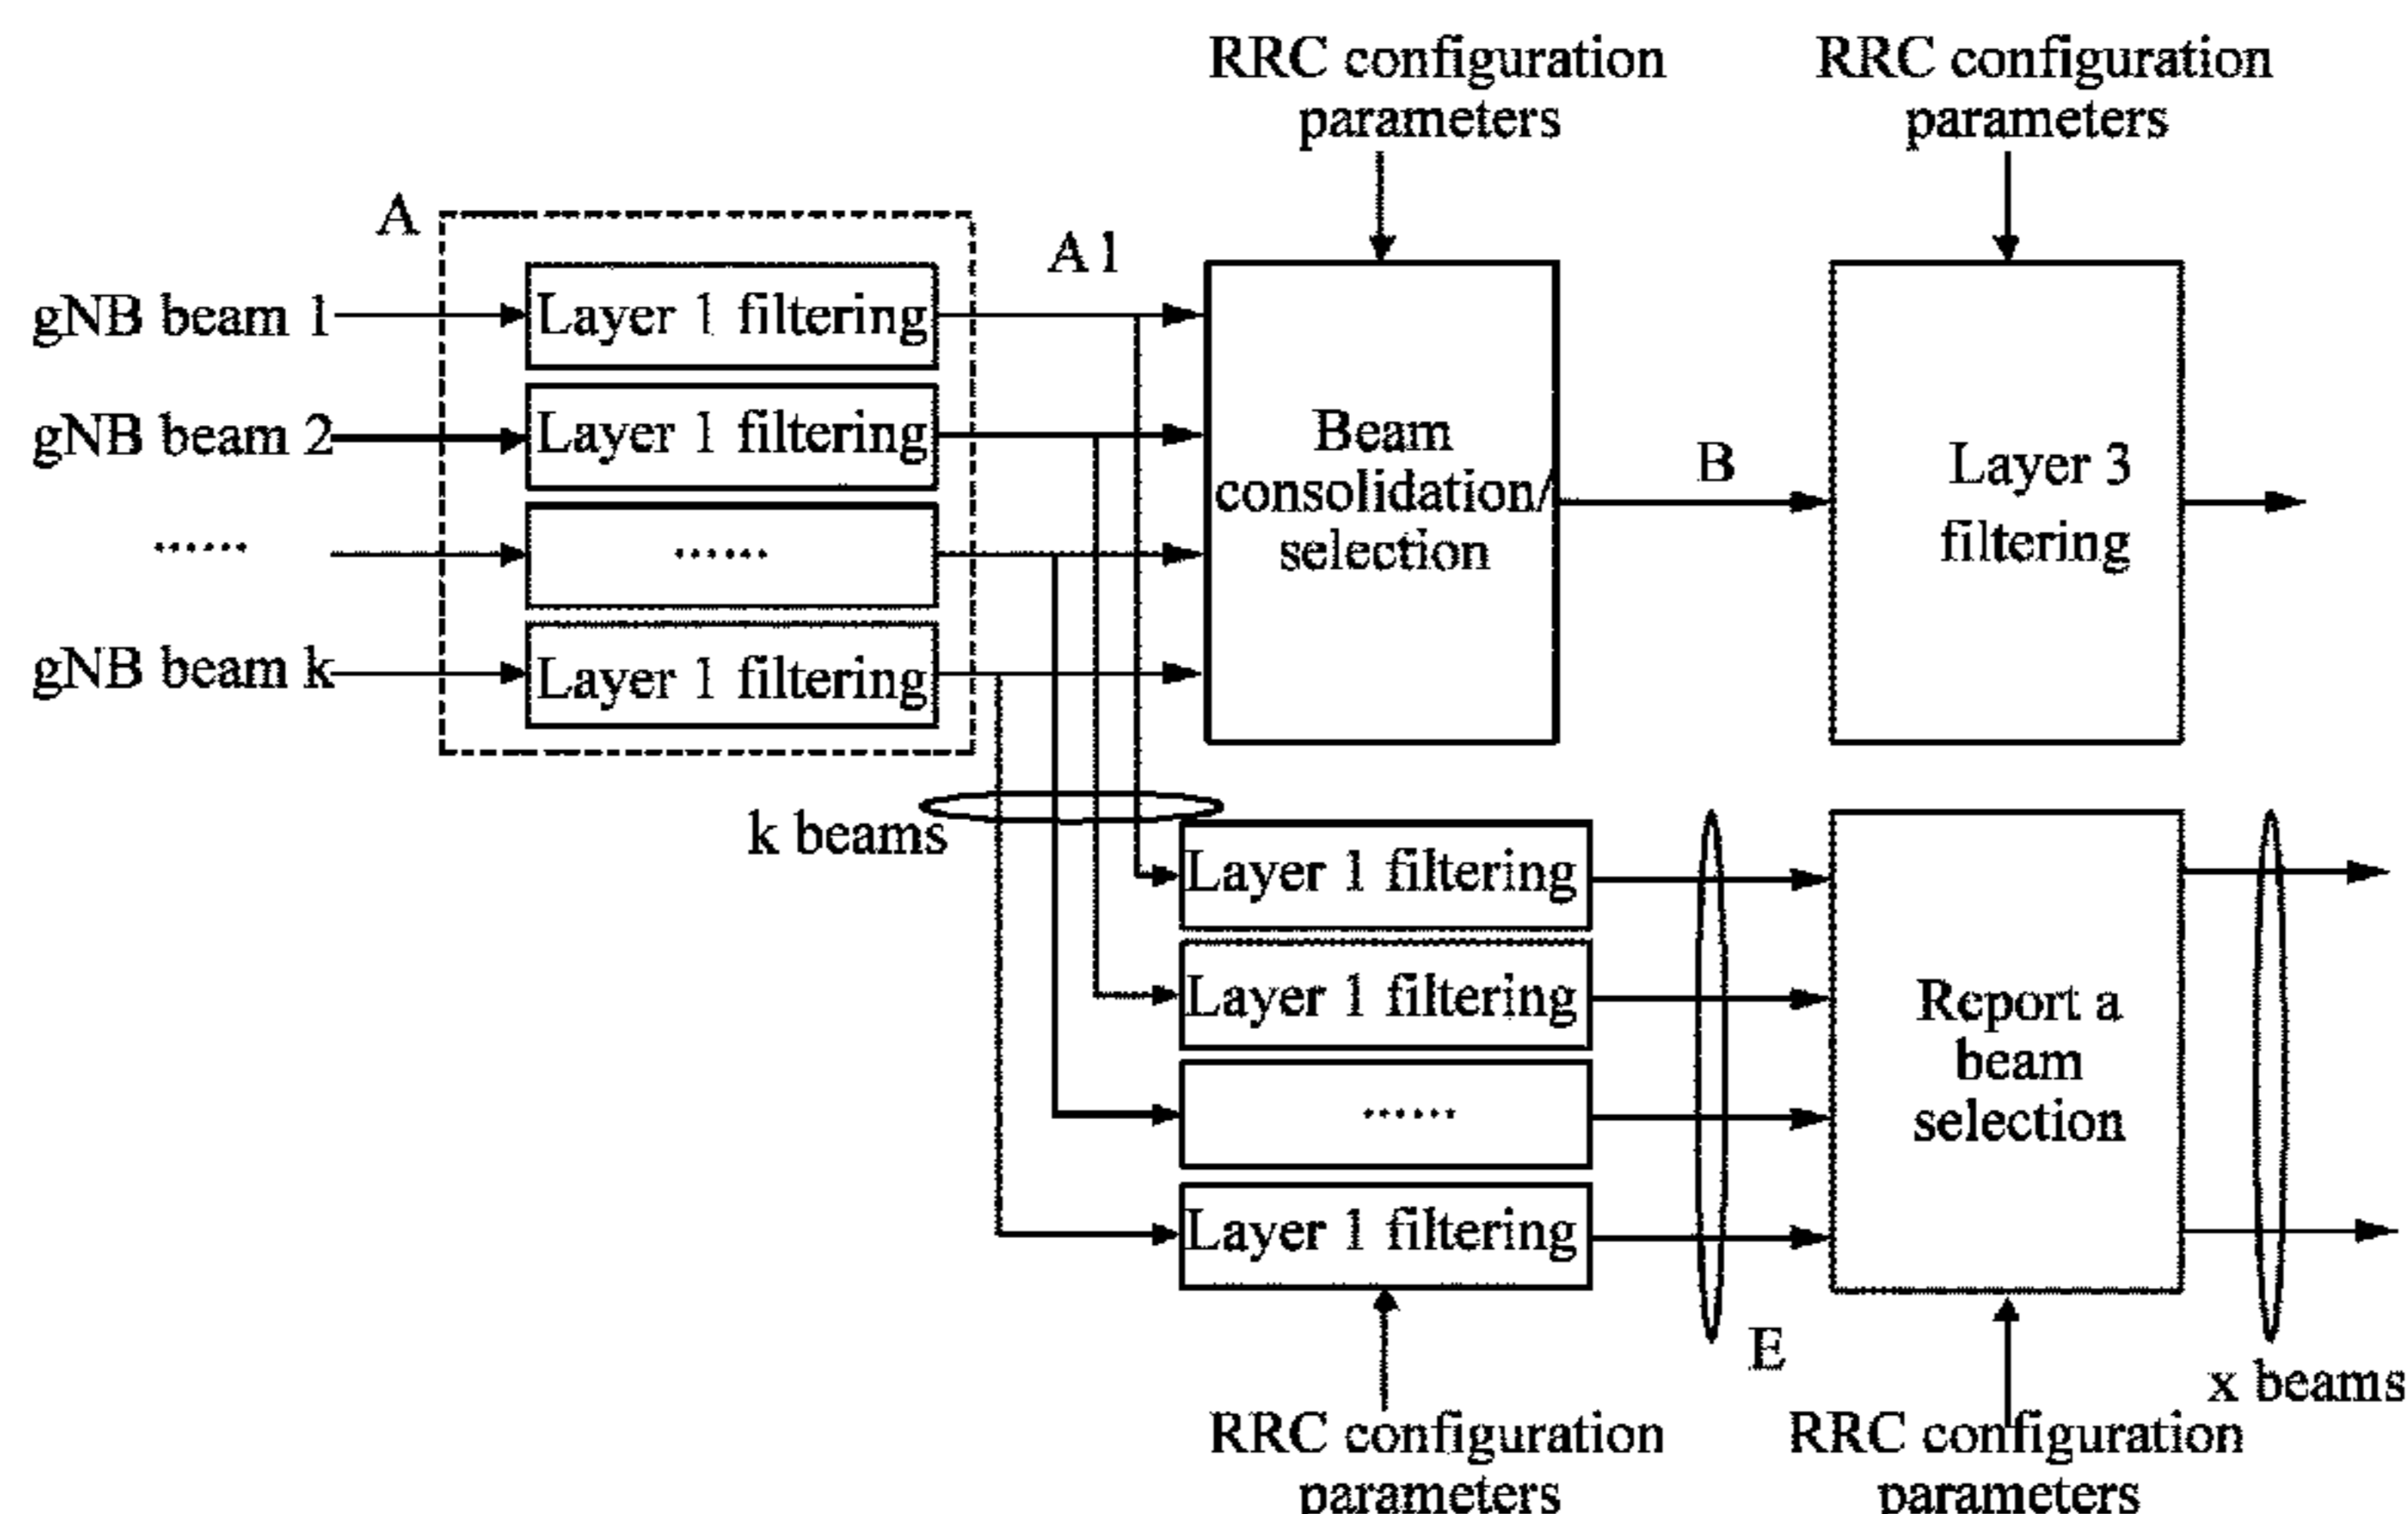 RRC configuration
parameters
RRC configuration
parameters
A
A1
gNB beam 1
Layer 1 filtering
gNB beam 2
Layer 1 filtering
......
......
gNB beam k
Layer 1 filtering
Beam
consolidation/
selection
B
Layer 3
filtering
k beams
Layer 1 filtering
Layer 1 filtering
......
Layer 1 filtering
Report a
beam
selection
E
x beams
RRC configuration
parameters
RRC configuration
parameters